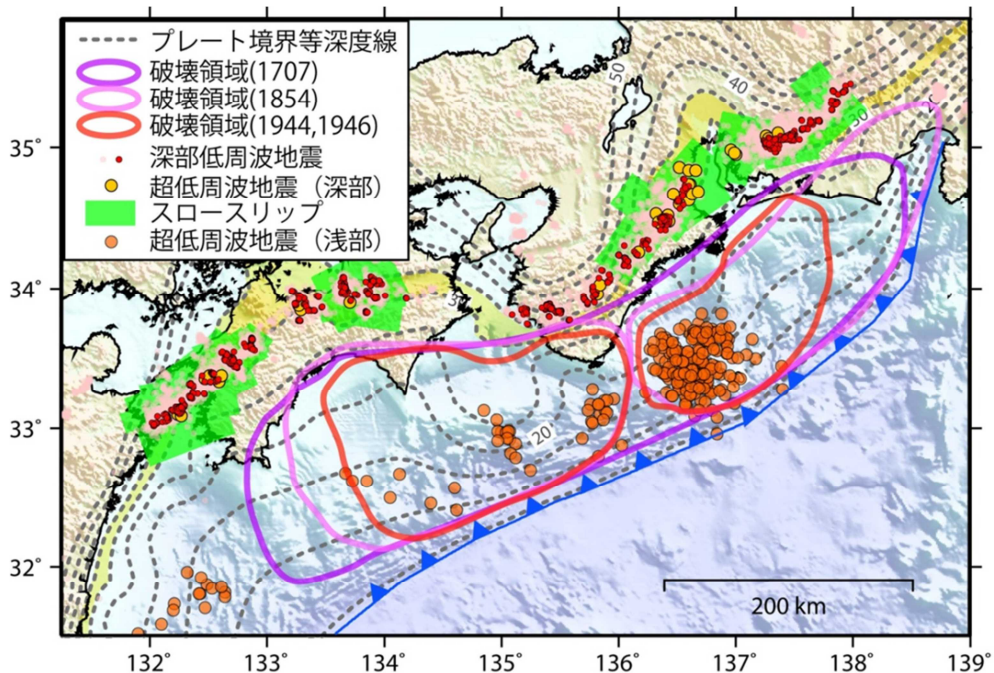 プレート境界等深度線
破壊領域(1707)
破壊領域(1854)
破壊領域(1944,1946)
深部低周波地震
超低周波地震（深部）
スロースリップ
超低周波地震（浅部）
50
40
30
20
35˚
34˚
33˚
32˚
200 km
132˚ 133˚ 134˚ 135˚ 136˚ 137˚ 138˚ 139˚